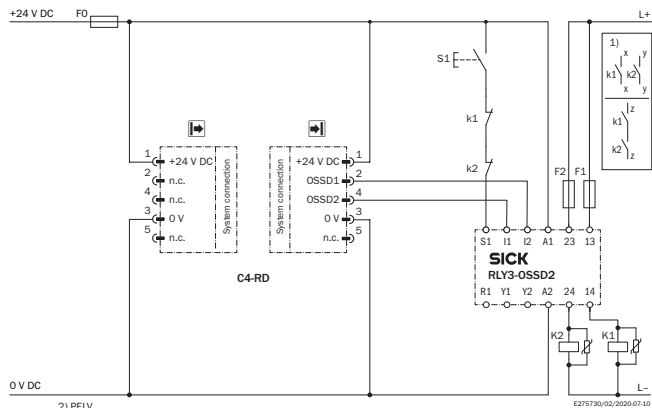 +24 V DC F0 L+
1)
x y
k1 k2
x y
z
k1
k2
z
S1
k1
k2
F2 F1
1 +24 V DC
2 n.c.
4 n.c.
3 0 V
5 n.c.
System connection
System connection
+24 V DC 1
OSSD1 2
OSSD2 4
0 V 3
n.c. 5
C4-RD
S1 I1 I2 A1 23 13
SICK
RLY3-OSSD2
R1 Y1 Y2 A2 24 14
K2 K1
0 V DC L–
2) PELV
E275730/02/2020-07-10